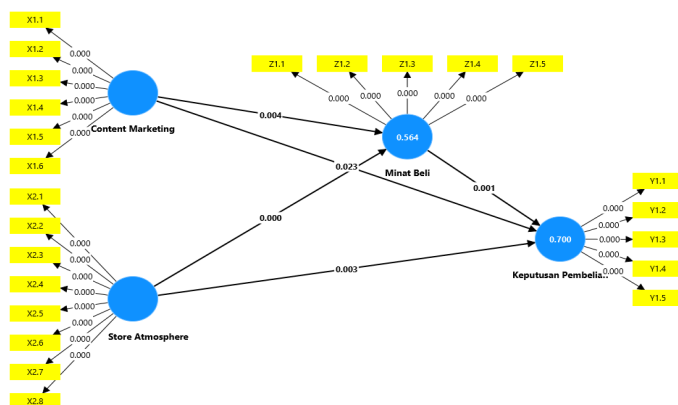 X1.1
X1.2
X1.3
X1.4
X1.5
X1.6
0.000
0.000
0.000
0.000
0.000
0.000
Content Marketing
X2.1
X2.2
X2.3
X2.4
X2.5
X2.6
X2.7
X2.8
0.000
0.000
0.000
0.000
0.000
0.000
0.000
0.000
Store Atmosphere
Z1.1
Z1.2
Z1.3
Z1.4
Z1.5
0.000
0.000
0.000
0.000
0.000
0.564
Minat Beli
0.004
0.023
0.000
0.003
0.001
0.700
Keputusan Pembelian
0.000
0.000
0.000
0.000
0.000
Y1.1
Y1.2
Y1.3
Y1.4
Y1.5